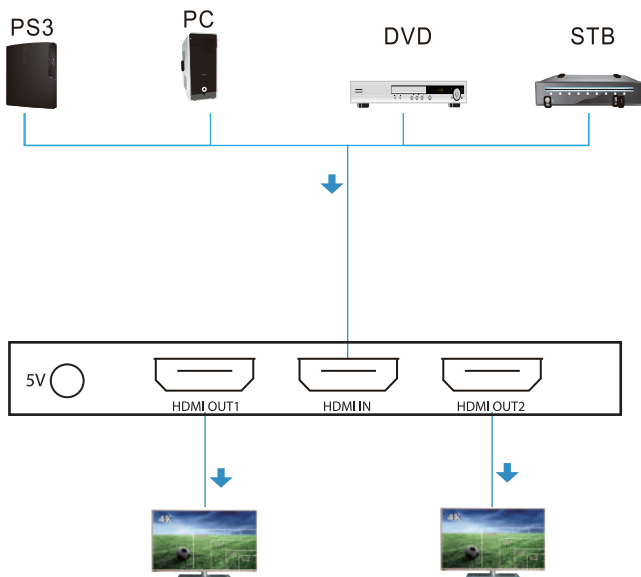 PS3
PC
DVD
STB
5V
HDMI OUT1
HDMI IN
HDMI OUT2
4K
4K